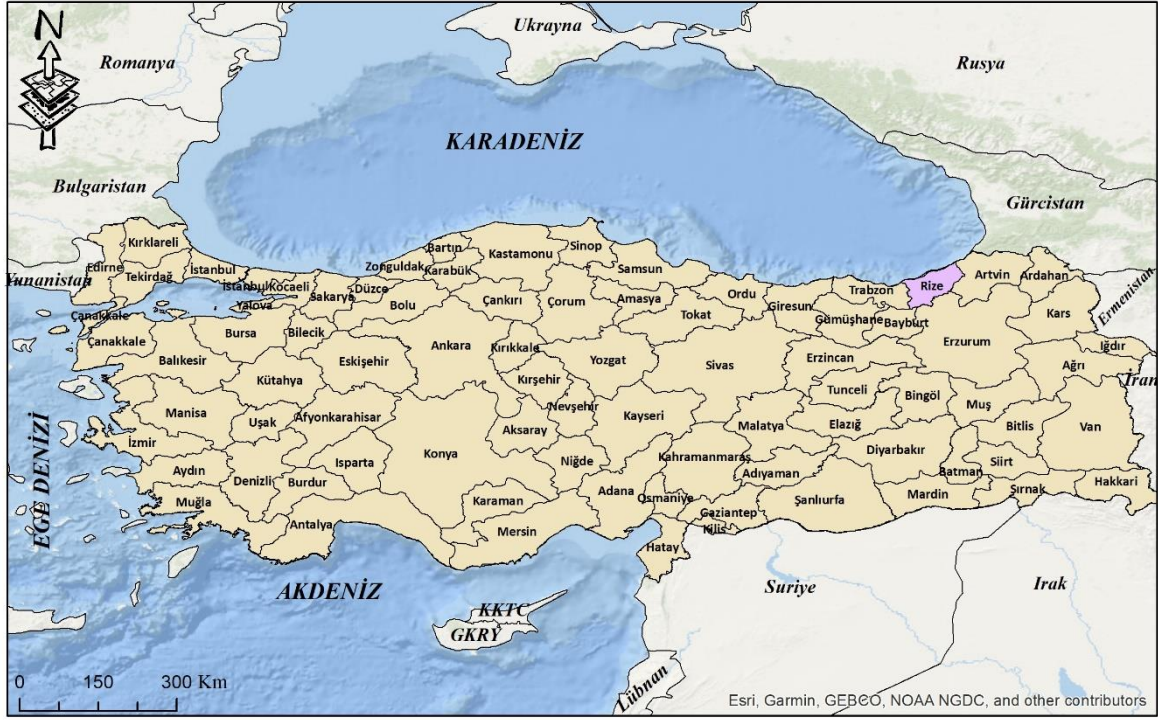 N
Romanya
Ukrayna
Rusya
KARADENİZ
Bulgaristan
Gürcistan
Yunanistan
Ermenistan
İran
Kırklareli
Edirne
Tekirdağ
İstanbul
İstanbul
Kocaeli
Yalova
Sakarya
Düzce
Zonguldak
Bartın
Karabük
Kastamonu
Sinop
Samsun
Bolu
Çankırı
Çorum
Amasya
Ordu
Tokat
Giresun
Trabzon
Gümüşhane
Bayburt
Rize
Artvin
Ardahan
Kars
Iğdır
Ağrı
Erzurum
Erzincan
Çanakkale
Çanakkale
Bursa
Bilecik
Balıkesir
Kütahya
Eskişehir
Ankara
Kırıkkale
Kırşehir
Yozgat
Sivas
Tunceli
Bingöl
Muş
Bitlis
Van
Manisa
Uşak
Afyonkarahisar
İzmir
Konya
Aksaray
Nevşehir
Kayseri
Malatya
Elazığ
Diyarbakır
Batman
Siirt
Şırnak
Hakkari
Aydın
Denizli
Burdur
Isparta
Niğde
Kahramanmaraş
Adıyaman
Şanlıurfa
Mardin
Muğla
Antalya
Karaman
Mersin
Adana
Osmaniye
Gaziantep
Kilis
Hatay
EGE DENİZİ
AKDENİZ
KKTC
GKRY
Suriye
Irak
Lübnan
0 150 300 Km
Esri, Garmin, GEBCO, NOAA NGDC, and other contributors